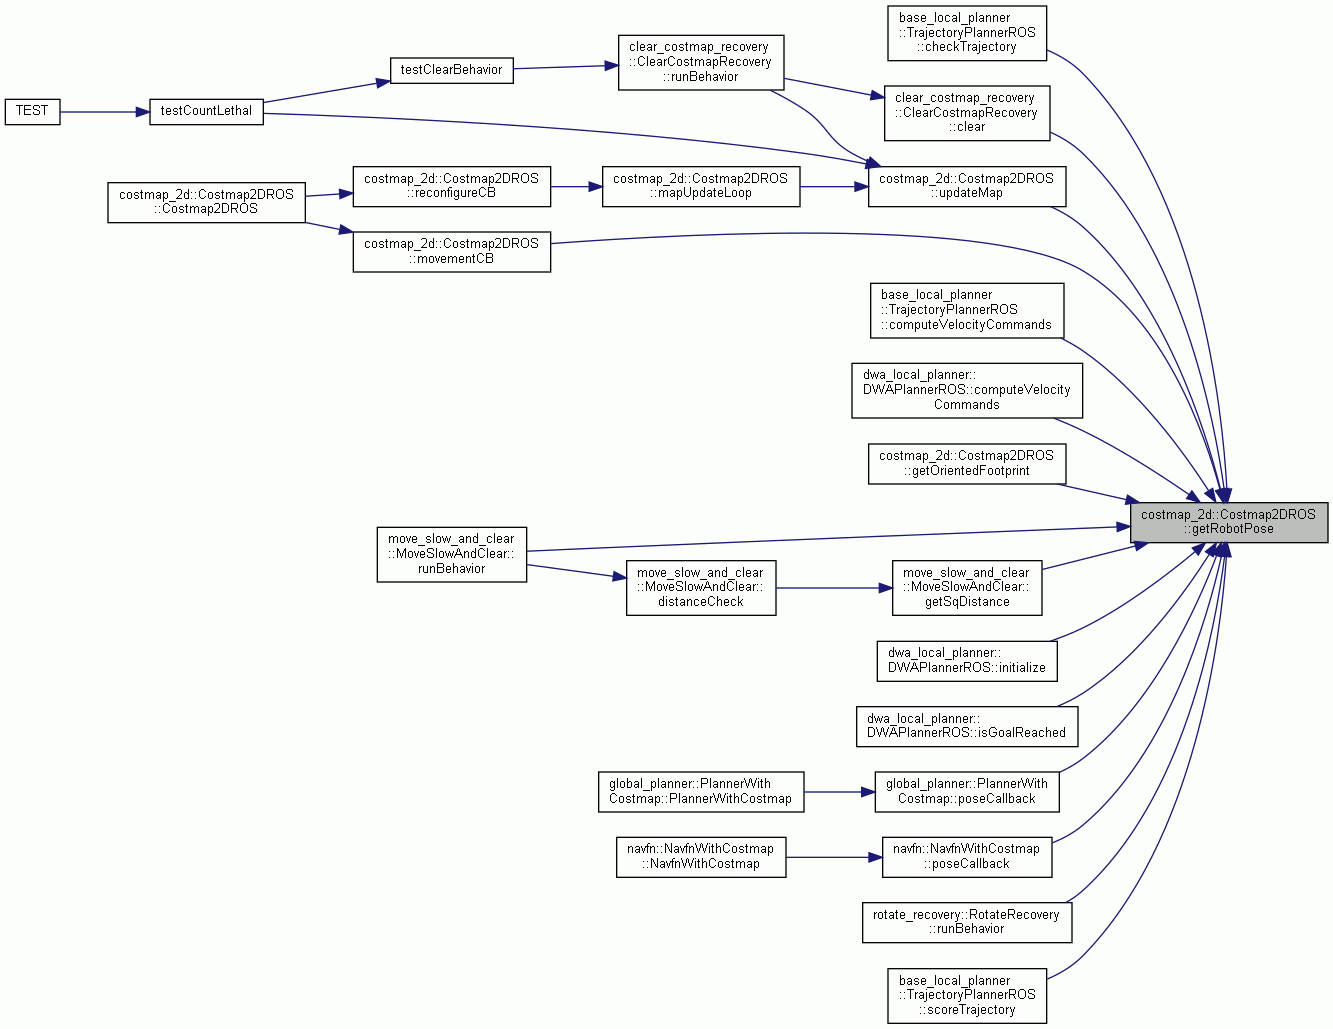 base_local_planner
::TrajectoryPlannerROS
::checkTrajectory
clear_costmap_recovery
::ClearCostmapRecovery
::runBehavior
testClearBehavior
clear_costmap_recovery
::ClearCostmapRecovery
::clear
TEST
testCountLethal
costmap_2d::Costmap2DROS
::reconfigureCB
costmap_2d::Costmap2DROS
::mapUpdateLoop
costmap_2d::Costmap2DROS
::updateMap
costmap_2d::Costmap2DROS
::Costmap2DROS
costmap_2d::Costmap2DROS
::movementCB
base_local_planner
::TrajectoryPlannerROS
::computeVelocityCommands
dwa_local_planner::
DWAPlannerROS::computeVelocity
Commands
costmap_2d::Costmap2DROS
::getOrientedFootprint
costmap_2d::Costmap2DROS
::getRobotPose
move_slow_and_clear
::MoveSlowAndClear::
runBehavior
move_slow_and_clear
::MoveSlowAndClear::
distanceCheck
move_slow_and_clear
::MoveSlowAndClear::
getSqDistance
dwa_local_planner::
DWAPlannerROS::initialize
dwa_local_planner::
DWAPlannerROS::isGoalReached
global_planner::PlannerWith
Costmap::PlannerWithCostmap
global_planner::PlannerWith
Costmap::poseCallback
navfn::NavfnWithCostmap
::NavfnWithCostmap
navfn::NavfnWithCostmap
::poseCallback
rotate_recovery::RotateRecovery
::runBehavior
base_local_planner
::TrajectoryPlannerROS
::scoreTrajectory